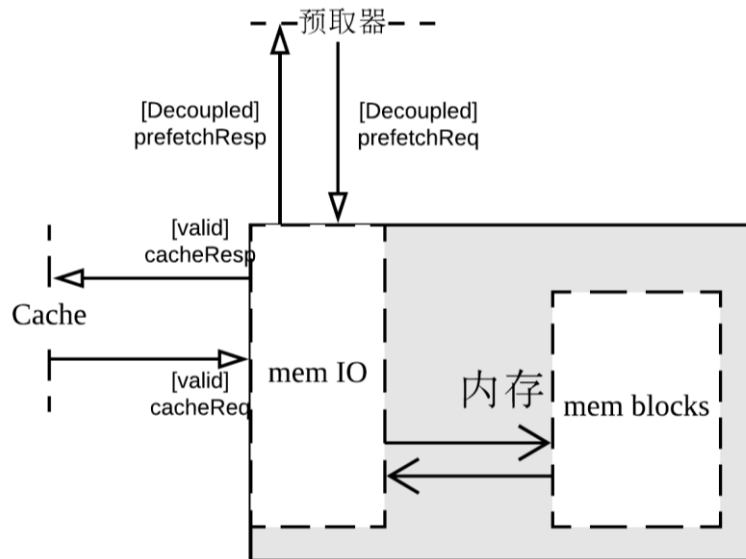 预取器
[Decoupled]
prefetchResp
[Decoupled]
prefetchReq
[valid]
cacheResp
Cache
[valid]
cacheReq
mem IO
内存
mem blocks